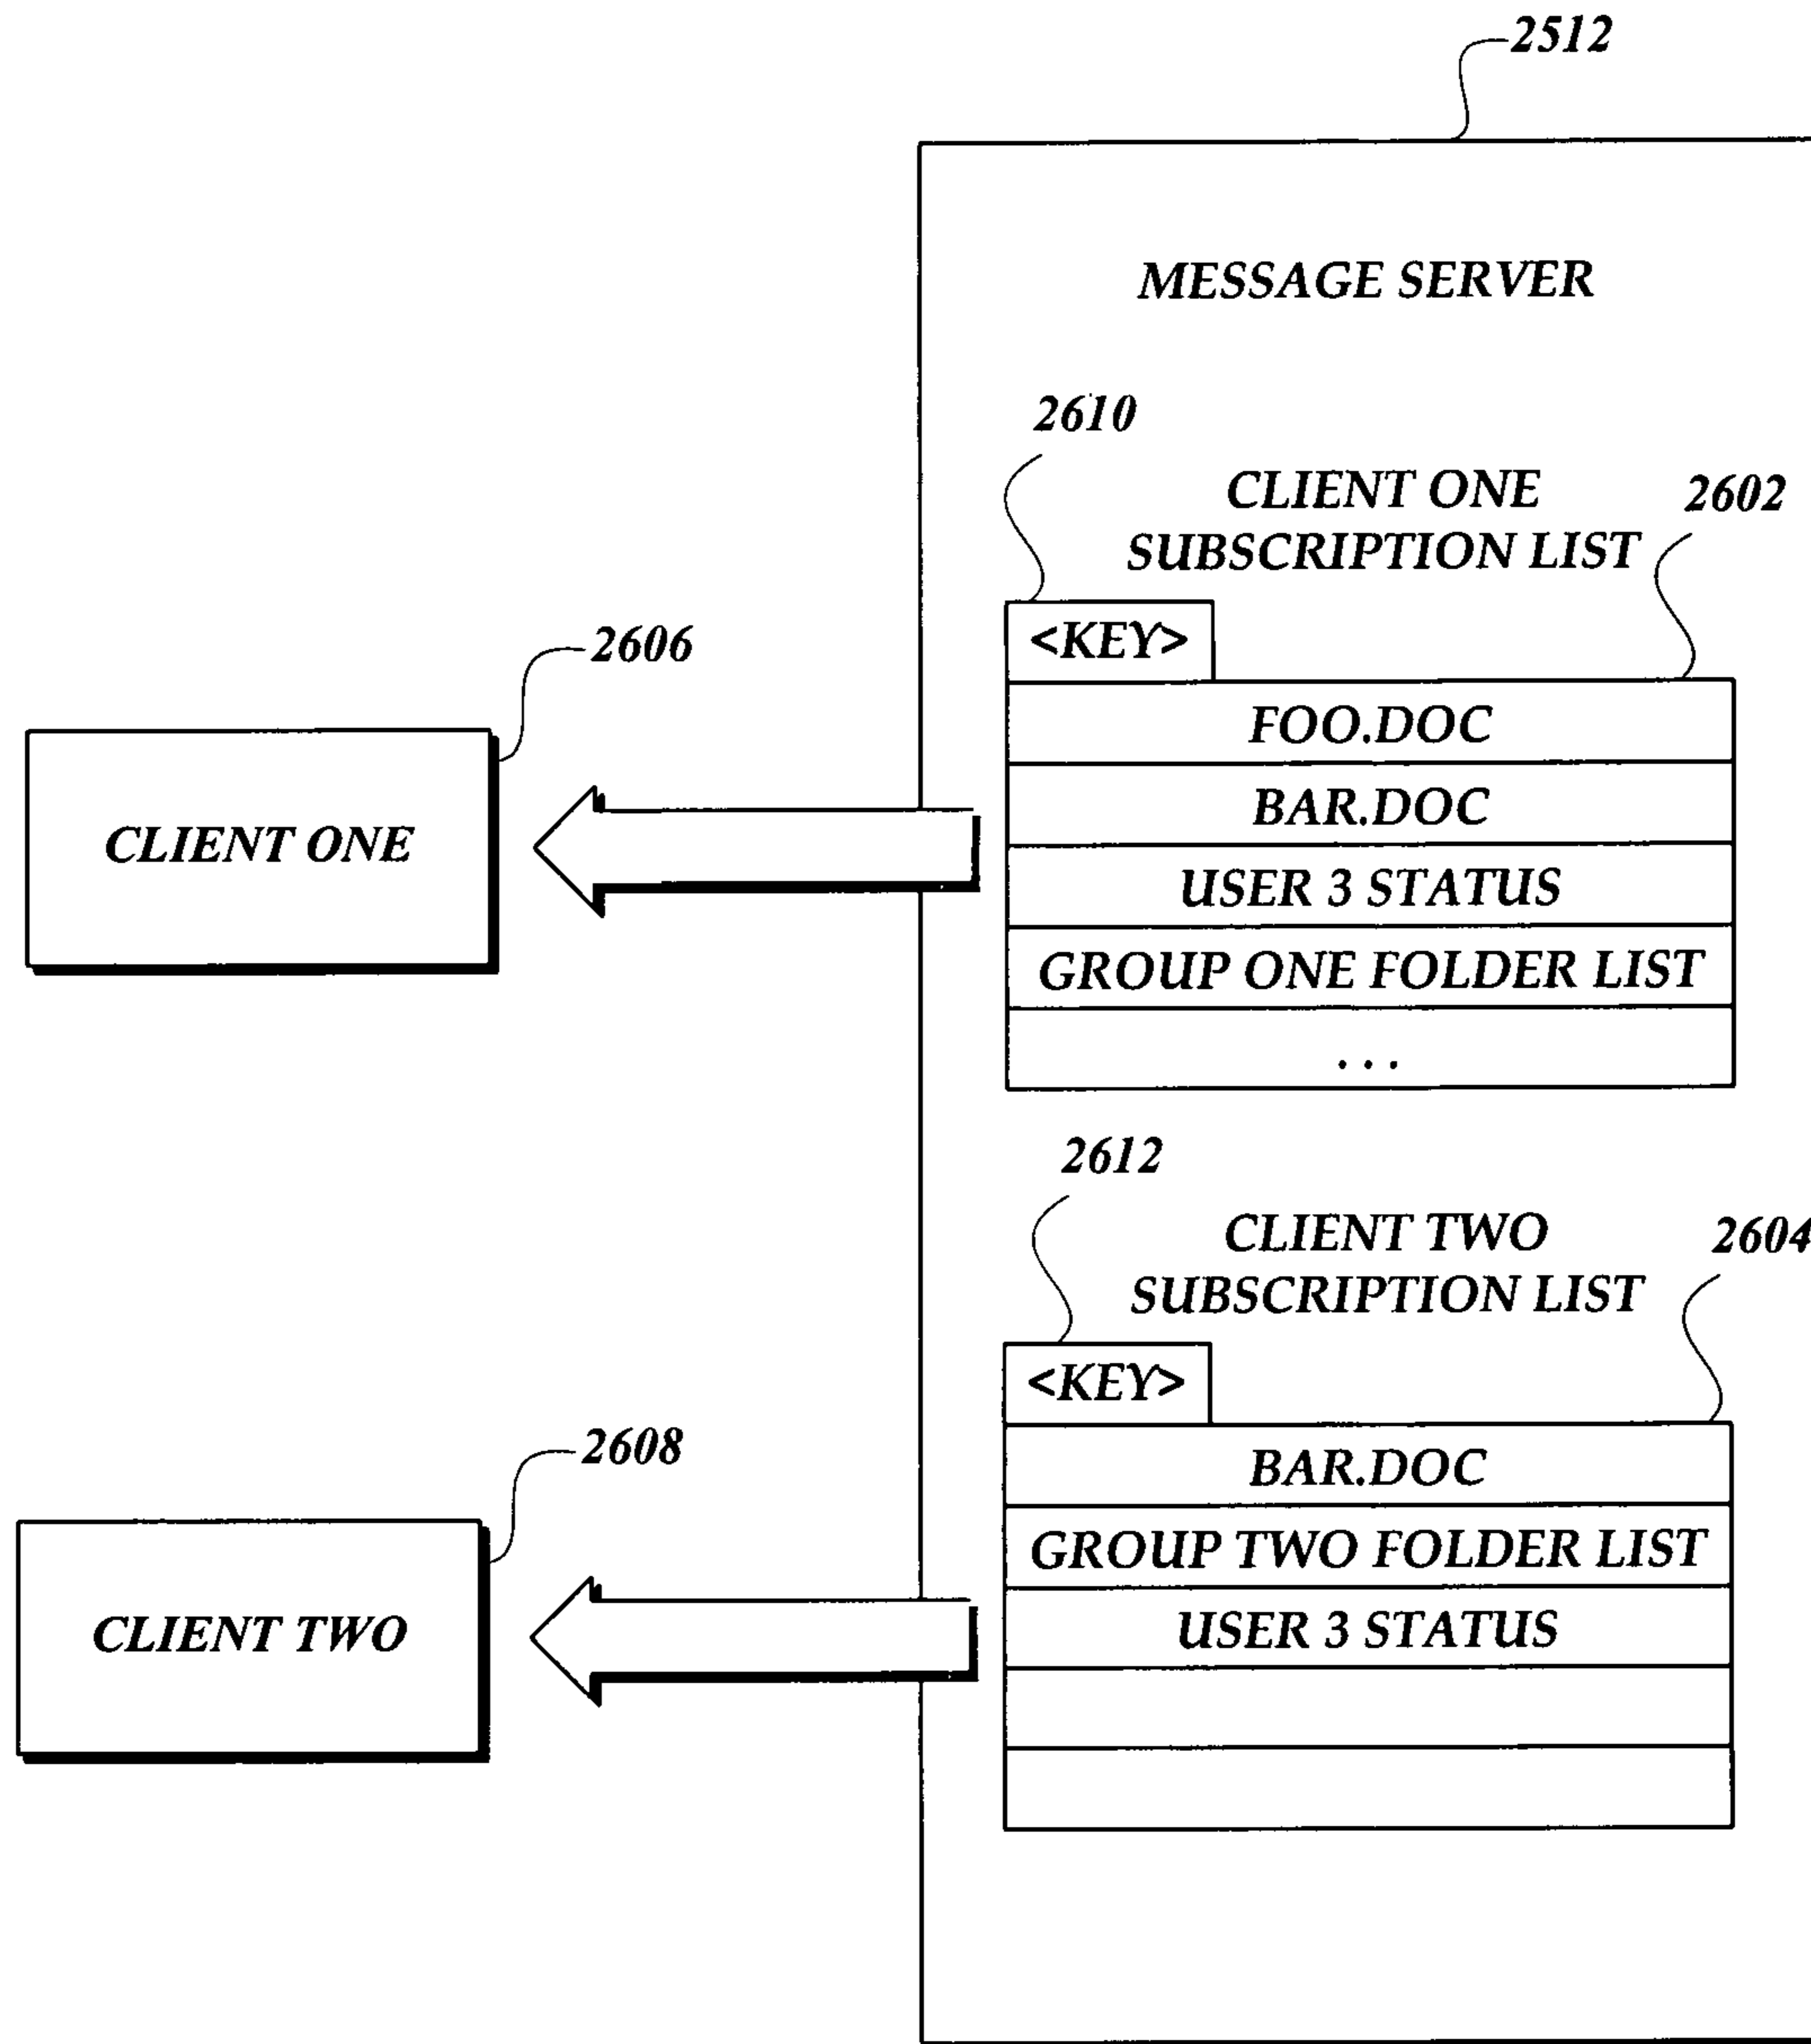 2512
MESSAGE SERVER
2610
CLIENT ONE
SUBSCRIPTION LIST
2602
<KEY>
FOO.DOC
BAR.DOC
USER 3 STATUS
GROUP ONE FOLDER LIST
...
2606
CLIENT ONE
2612
CLIENT TWO
SUBSCRIPTION LIST
2604
<KEY>
BAR.DOC
GROUP TWO FOLDER LIST
USER 3 STATUS
2608
CLIENT TWO